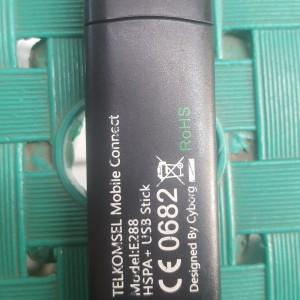 TELKOMSEL Mobile Connect
Model:E288
HSPA+ USB Stick
CE 0682
RoHS
Designed By Cyborg